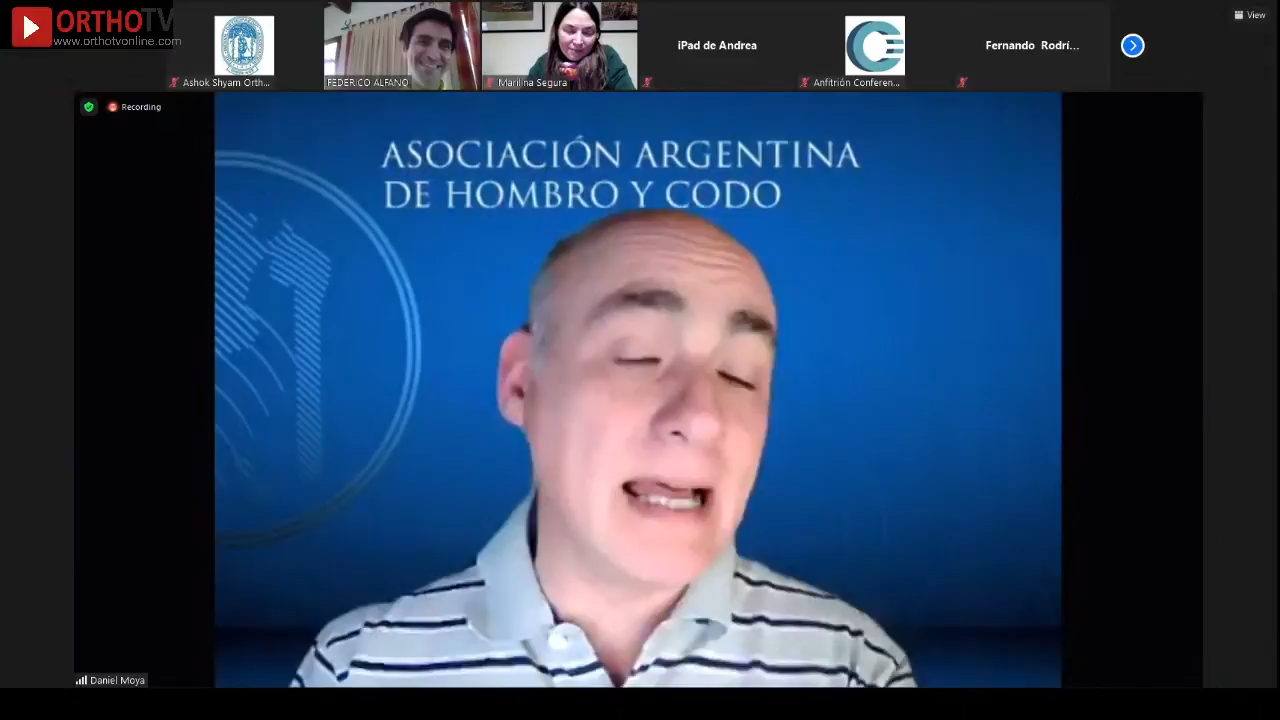 ORTHOTV
www.orthotvonline.com
Ashok Shyam Orth...
FEDERICO ALFANO
Marilina Segura
iPad de Andrea
Anfitrión Conferen...
Fernando Rodrí...
View
Recording
ASOCIACIÓN ARGENTINA
DE HOMBRO Y CODO
Daniel Moya